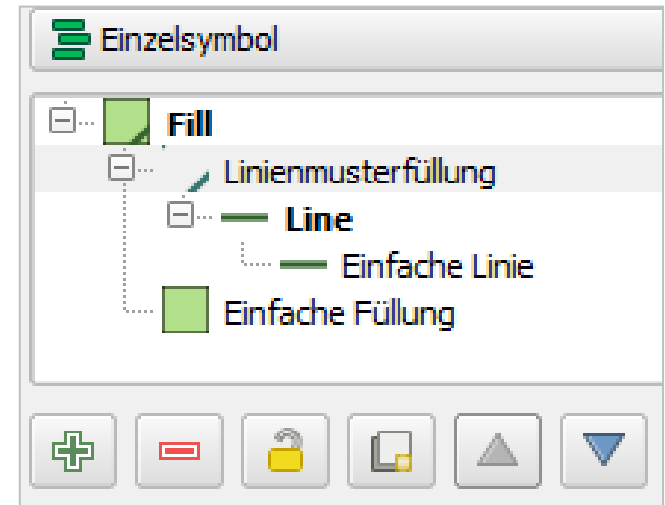 Einzelsymbol
Fill
Linienmusterfüllung
Line
Einfache Linie
Einfache Füllung